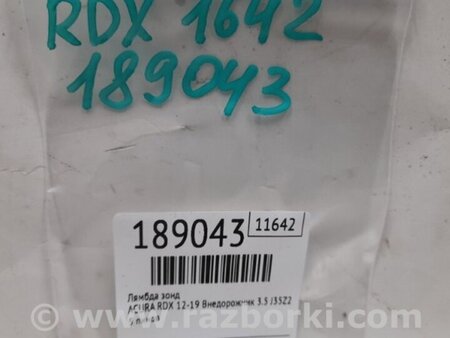 RDX 1642
189043
189043 11642
Лямбда зонд
ACURA RDX 12-19 Внедорожник 3.5 J35Z2
www.razborki.com